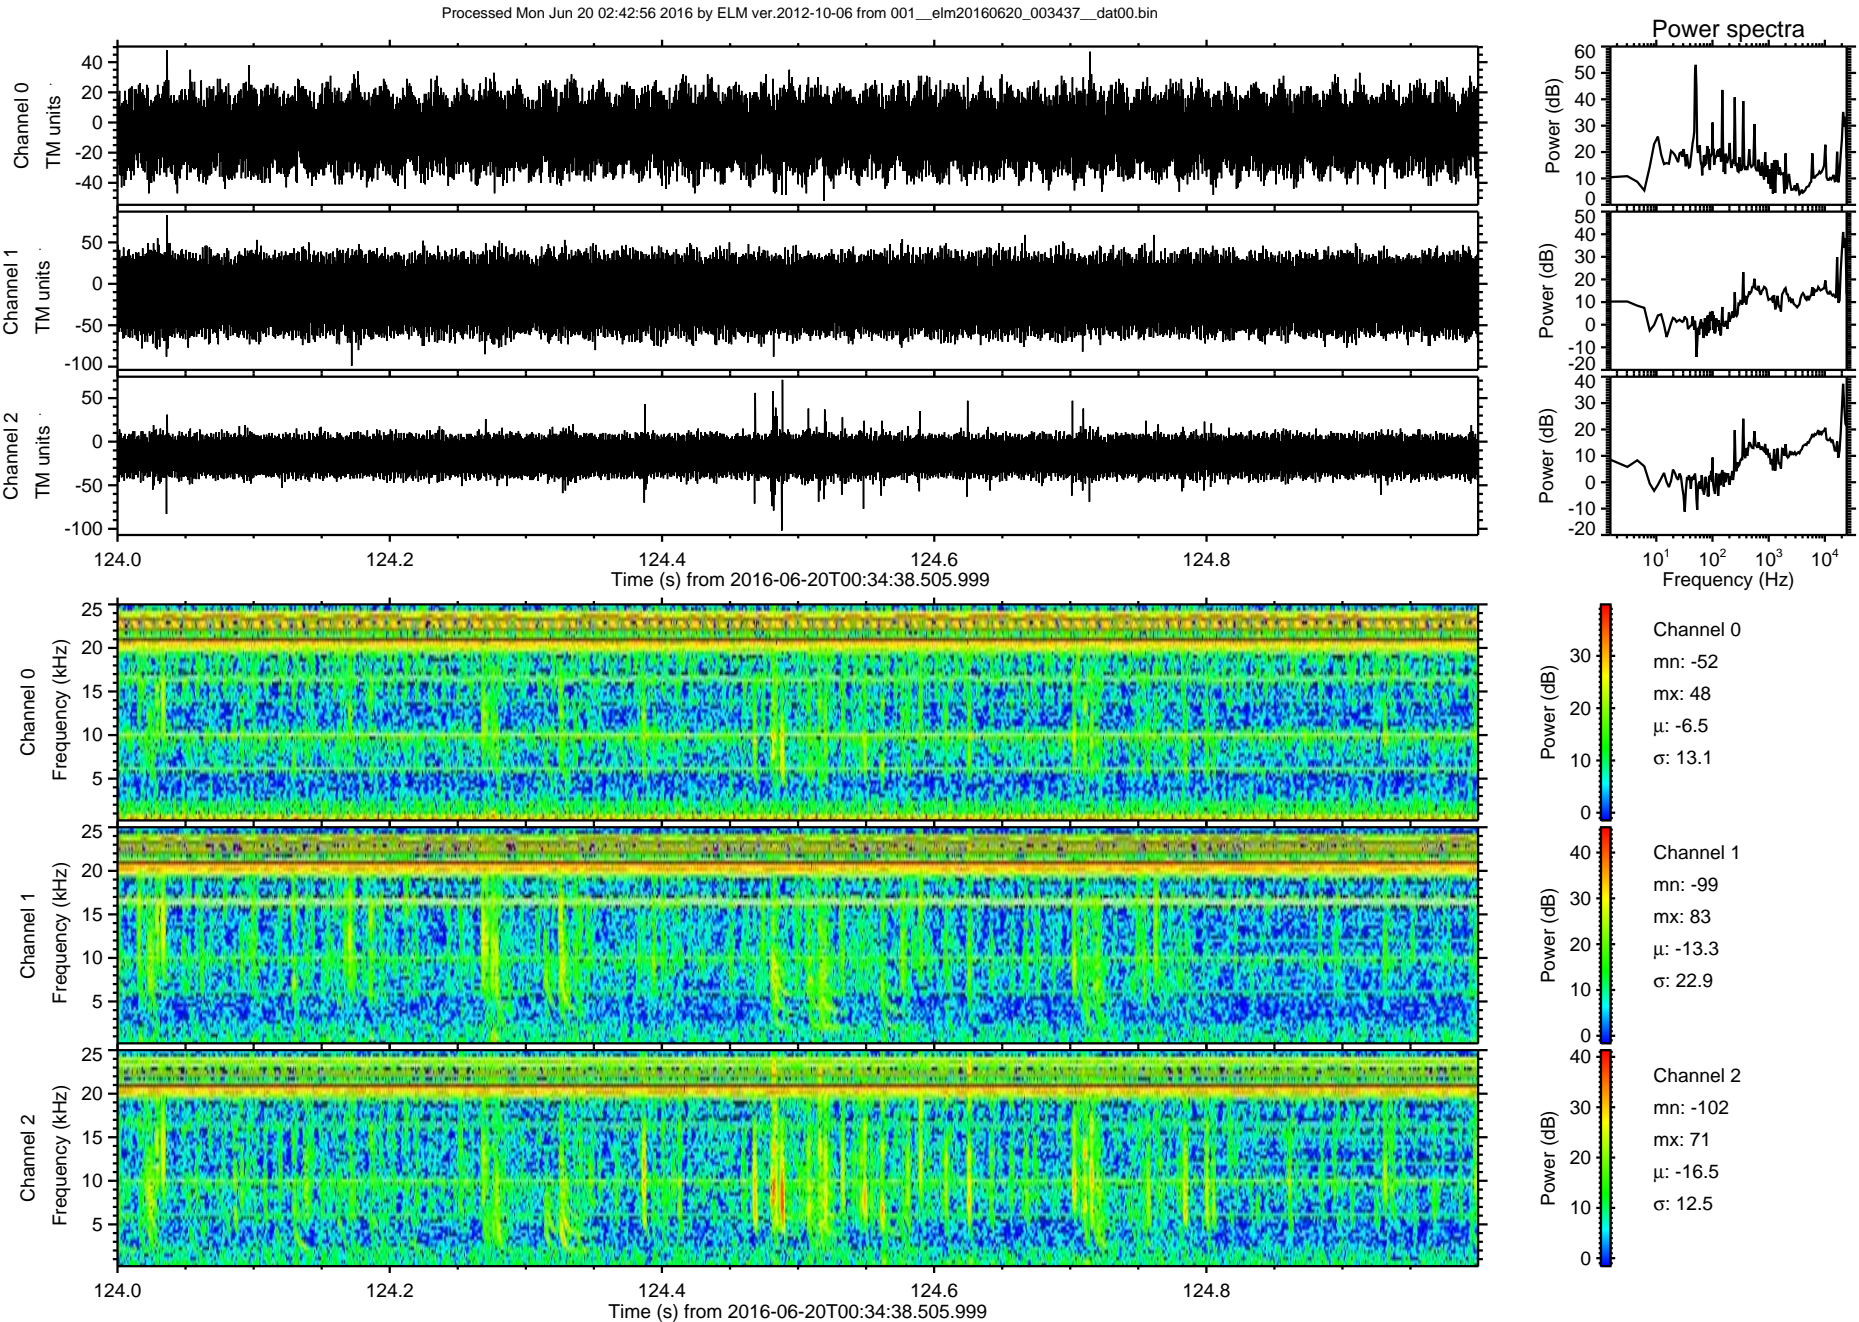 Processed Mon Jun 20 02:42:56 2016 by ELM ver.2012-10-06 from 001__elm20160620_003437__dat00.bin
Power spectra
Channel 0
TM units
40
20
0
-20
-40
Power (dB)
60
50
40
30
20
10
0
Channel 1
TM units
50
0
-50
-100
Power (dB)
50
40
30
20
10
0
-10
-20
Channel 2
TM units
50
0
-50
-100
Power (dB)
40
30
20
10
0
-10
-20
124.0 124.2 124.4 124.6 124.8
Time (s) from 2016-06-20T00:34:38.505.999
10¹ 10² 10³ 10⁴
Frequency (Hz)
Channel 0
Frequency (kHz)
25
20
15
10
5
Power (dB)
30
20
10
0
Channel 0
mn: -52
mx: 48
μ: -6.5
σ: 13.1
Channel 1
Frequency (kHz)
25
20
15
10
5
Power (dB)
40
30
20
10
0
Channel 1
mn: -99
mx: 83
μ: -13.3
σ: 22.9
Channel 2
Frequency (kHz)
25
20
15
10
5
Power (dB)
40
30
20
10
0
Channel 2
mn: -102
mx: 71
μ: -16.5
σ: 12.5
124.0 124.2 124.4 124.6 124.8
Time (s) from 2016-06-20T00:34:38.505.999